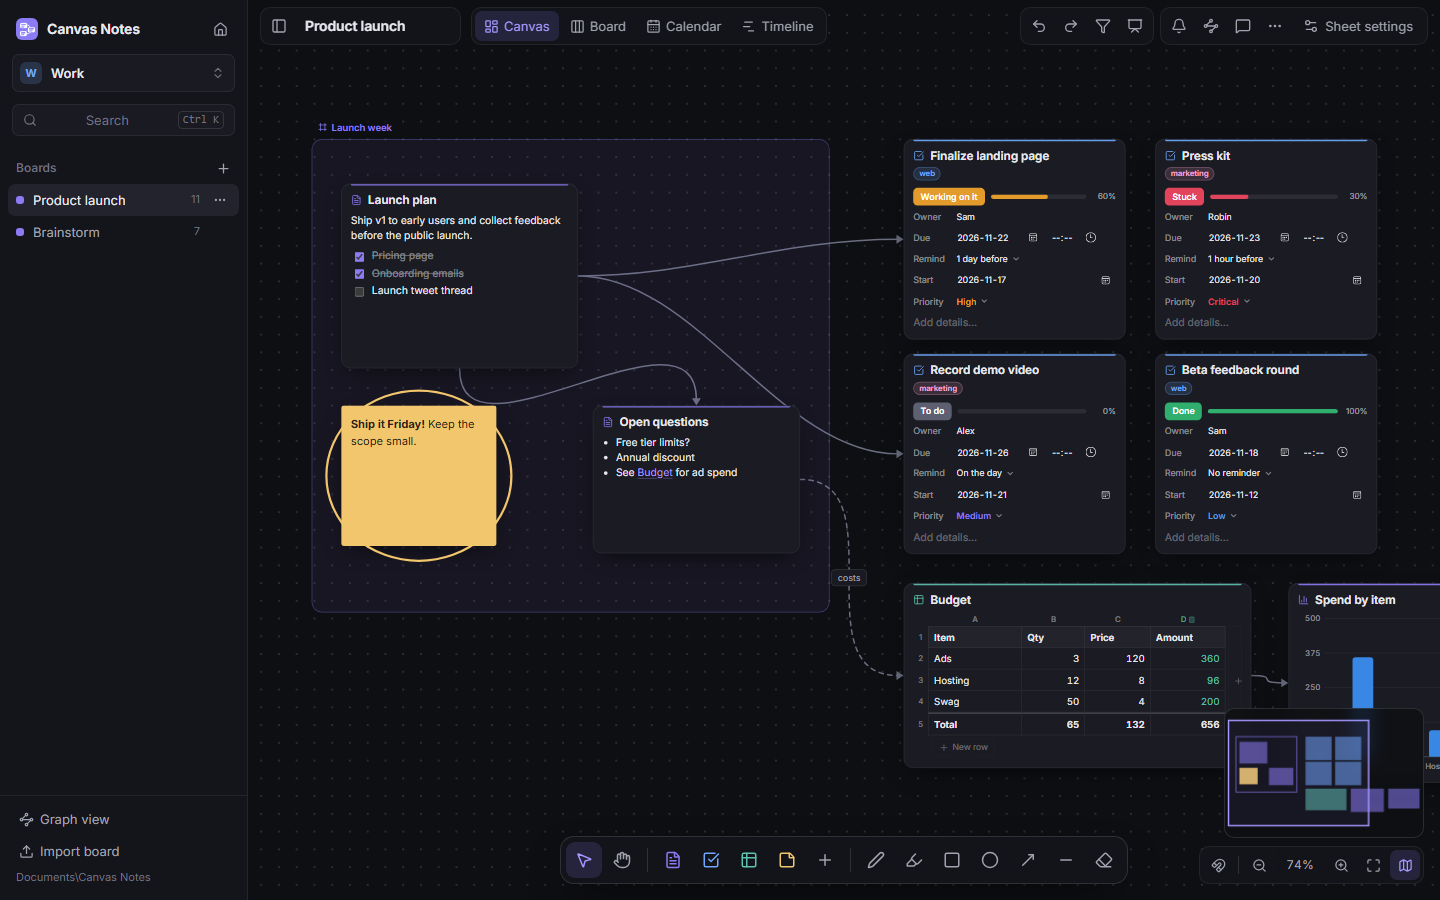 Canvas Notes
W Work
Search Ctrl K
Boards
Product launch 11
Brainstorm 7
Graph view
Import board
Documents\Canvas Notes
Product launch
Canvas Board Calendar Timeline
Sheet settings
Launch week
Launch plan
Ship v1 to early users and collect feedback
before the public launch.
Pricing page
Onboarding emails
Launch tweet thread
Ship it Friday! Keep the
scope small.
Open questions
Free tier limits?
Annual discount
See Budget for ad spend
costs
Finalize landing page
web
Working on it 60%
Owner Sam
Due 2026-11-22 --:--
Remind 1 day before
Start 2026-11-17
Priority High
Add details...
Press kit
marketing
Stuck 30%
Owner Robin
Due 2026-11-23 --:--
Remind 1 hour before
Start 2026-11-20
Priority Critical
Add details...
Record demo video
marketing
To do 0%
Owner Alex
Due 2026-11-26 --:--
Remind On the day
Start 2026-11-21
Priority Medium
Add details...
Beta feedback round
web
Done 100%
Owner Sam
Due 2026-11-18 --:--
Remind No reminder
Start 2026-11-12
Priority Low
Add details...
Budget
A B C D
1 Item Qty Price Amount
2 Ads 3 120 360
3 Hosting 12 8 96
4 Swag 50 4 200
5 Total 65 132 656
+ New row
Spend by item
500
375
250
Hos
74%